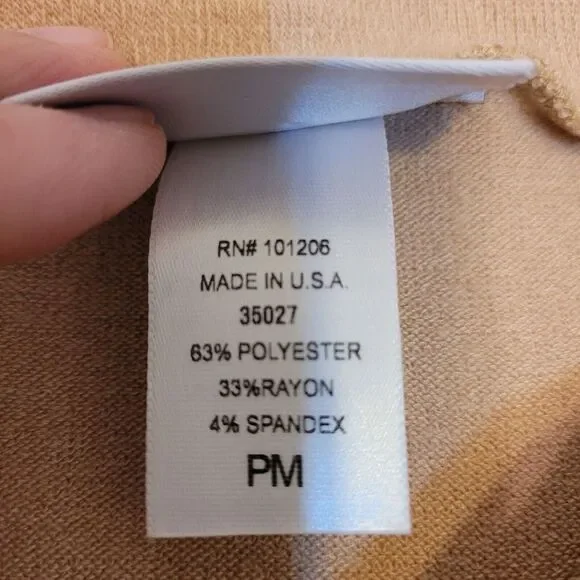 RN# 101206
MADE IN U.S.A.
35027
63% POLYESTER
33%RAYON
4% SPANDEX
PM